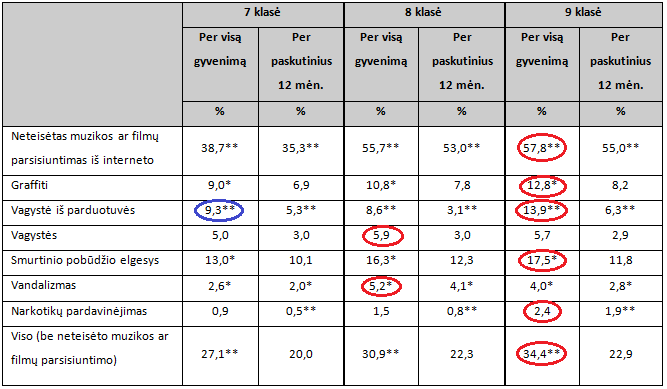 7 klasė 8 klasė 9 klasė
Per visą gyvenimą Per paskutinius 12 mėn. Per visą gyvenimą Per paskutinius 12 mėn. Per visą gyvenimą Per paskutinius 12 mėn.
% % % % % %
Neteisėtas muzikos ar filmų parsisiuntimas iš interneto 38,7** 35,3** 55,7** 53,0** 57,8** 55,0**
Graffiti 9,0* 6,9 10,8* 7,8 12,8* 8,2
Vagystė iš parduotuvės 9,3** 5,3** 8,6** 3,1** 13,9** 6,3**
Vagystės 5,0 3,0 5,9 3,0 5,7 2,9
Smurtinio pobūdžio elgesys 13,0* 10,1 16,3* 12,3 17,5* 11,8
Vandalizmas 2,6* 2,0* 5,2* 4,1* 4,0* 2,8*
Narkotikų pardavinėjimas 0,9 0,5** 1,5 0,8** 2,4 1,9**
Viso (be neteisėto muzikos ar filmų parsisiuntimo) 27,1** 20,0 30,9** 22,3 34,4** 22,9